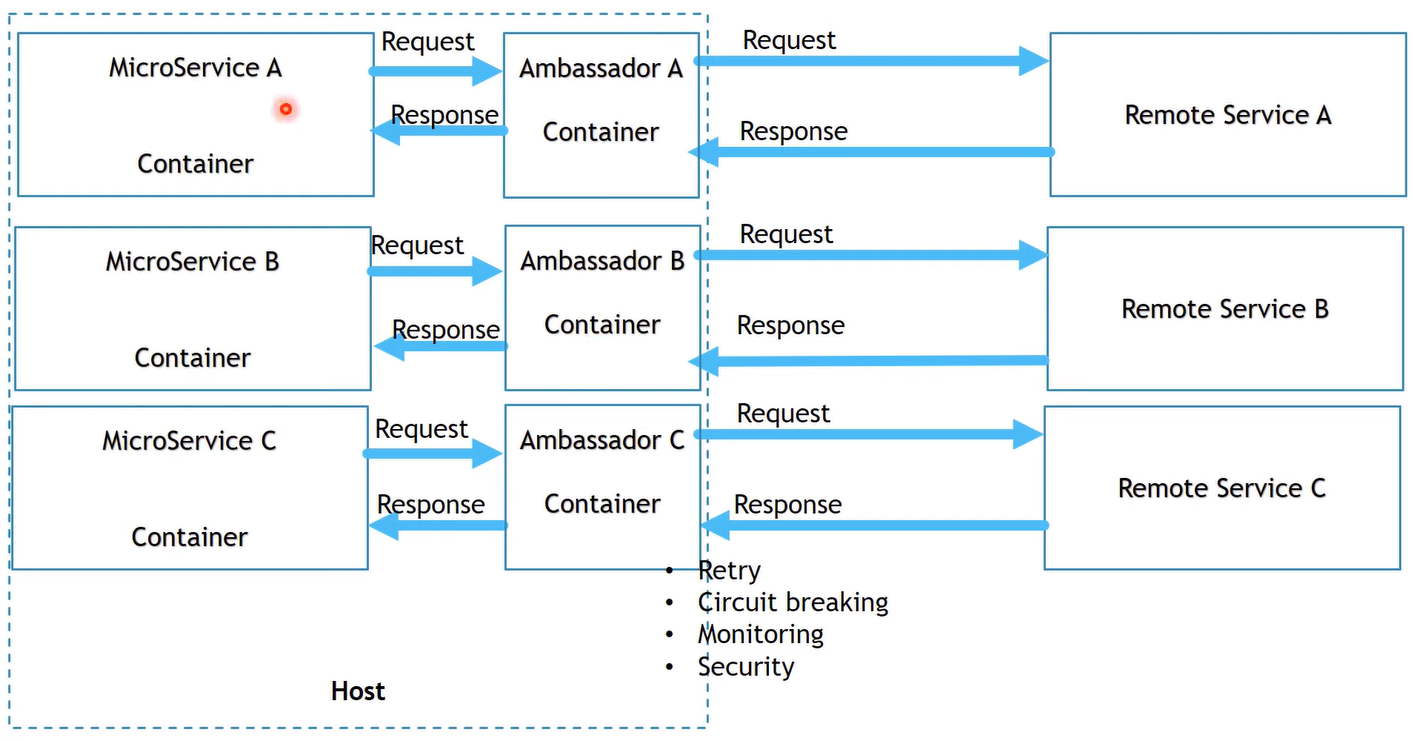 MicroService A
Container
Request
Response
Ambassador A
Container
Request
Response
Remote Service A
MicroService B
Container
Request
Response
Ambassador B
Container
Request
Response
Remote Service B
MicroService C
Container
Request
Response
Ambassador C
Container
Request
Response
Remote Service C
• Retry
• Circuit breaking
• Monitoring
• Security
Host